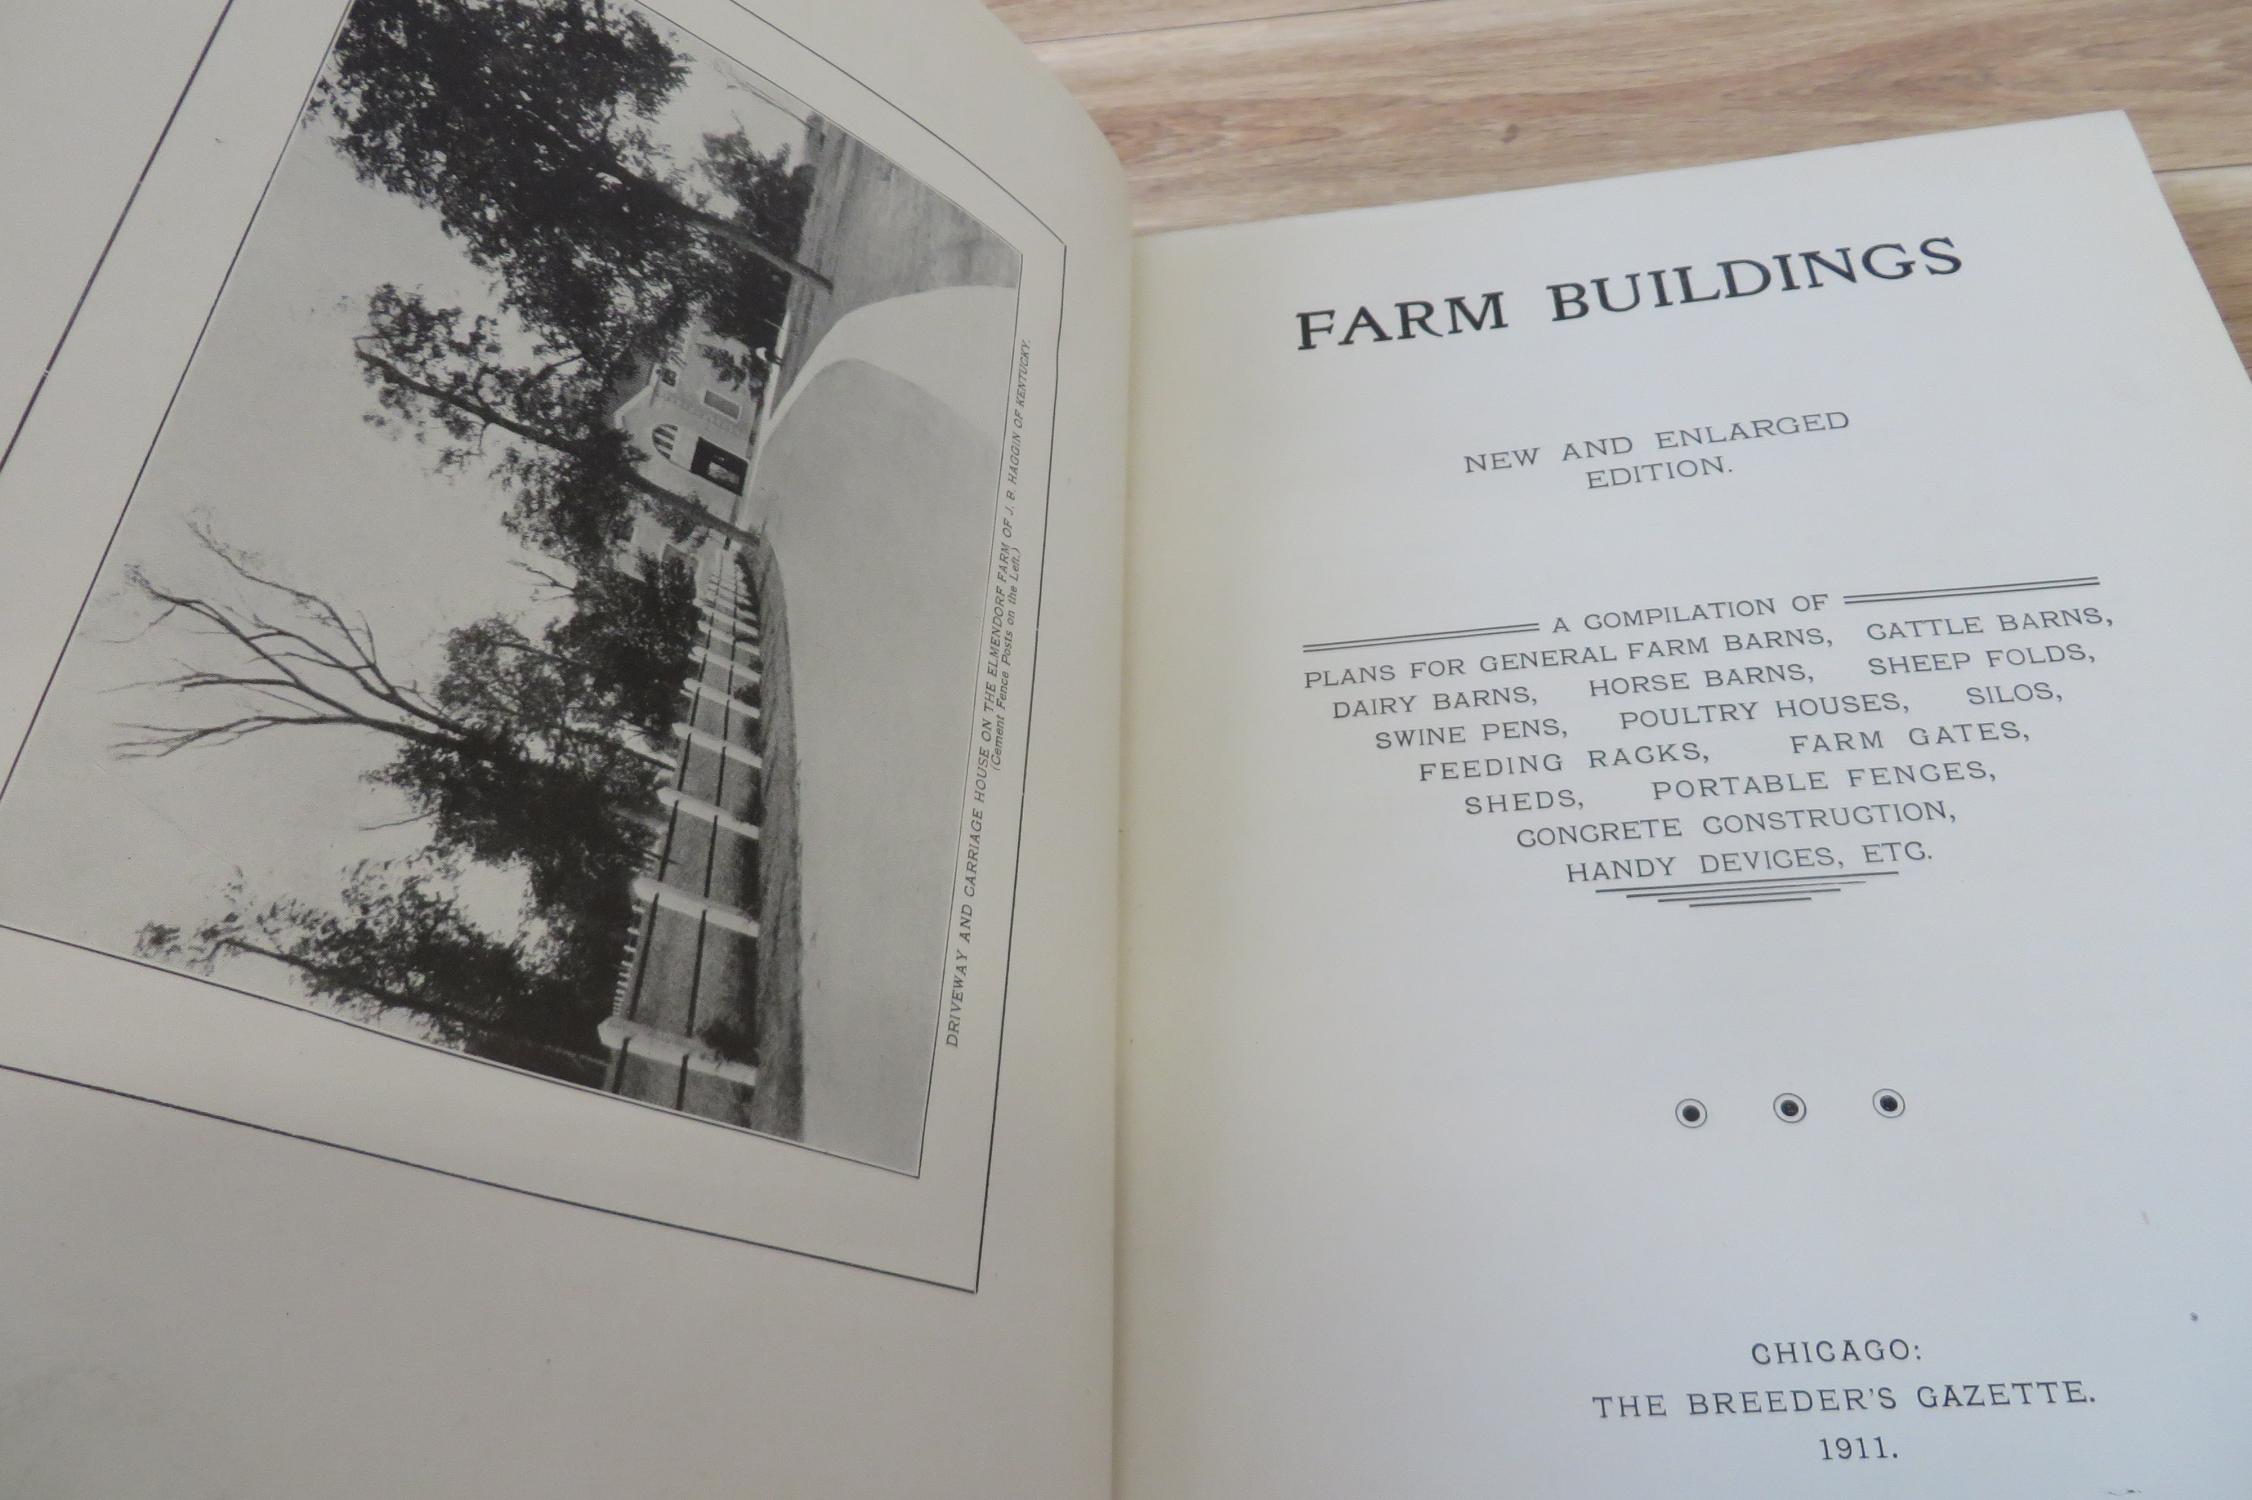 DRIVEWAY AND CARRIAGE HOUSE ON THE ELMENDORF FARM OF J. B. HAGGIN OF KENTUCKY.
(Cement Fence Posts on the Left.)
FARM BUILDINGS
NEW AND ENLARGED
EDITION.
A COMPILATION OF
PLANS FOR GENERAL FARM BARNS, CATTLE BARNS,
DAIRY BARNS, HORSE BARNS, SHEEP FOLDS,
SWINE PENS, POULTRY HOUSES, SILOS,
FEEDING RACKS, FARM GATES,
SHEDS, PORTABLE FENCES,
CONCRETE CONSTRUCTION,
HANDY DEVICES, ETC.
CHICAGO:
THE BREEDER'S GAZETTE.
1911.